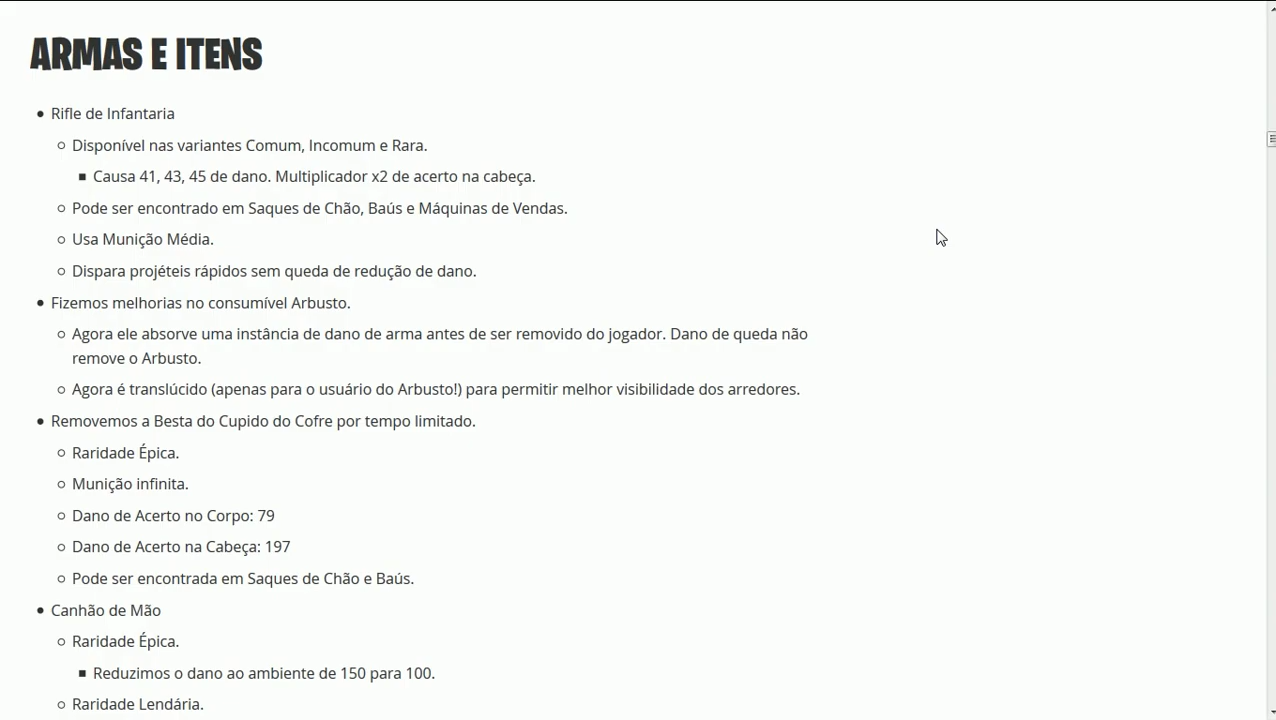 ARMAS E ITENS
Rifle de Infantaria
Disponível nas variantes Comum, Incomum e Rara.
Causa 41, 43, 45 de dano. Multiplicador x2 de acerto na cabeça.
Pode ser encontrado em Saques de Chão, Baús e Máquinas de Vendas.
Usa Munição Média.
Dispara projéteis rápidos sem queda de redução de dano.
Fizemos melhorias no consumível Arbusto.
Agora ele absorve uma instância de dano de arma antes de ser removido do jogador. Dano de queda não
remove o Arbusto.
Agora é translúcido (apenas para o usuário do Arbusto!) para permitir melhor visibilidade dos arredores.
Removemos a Besta do Cupido do Cofre por tempo limitado.
Raridade Épica.
Munição infinita.
Dano de Acerto no Corpo: 79
Dano de Acerto na Cabeça: 197
Pode ser encontrada em Saques de Chão e Baús.
Canhão de Mão
Raridade Épica.
Reduzimos o dano ao ambiente de 150 para 100.
Raridade Lendária.